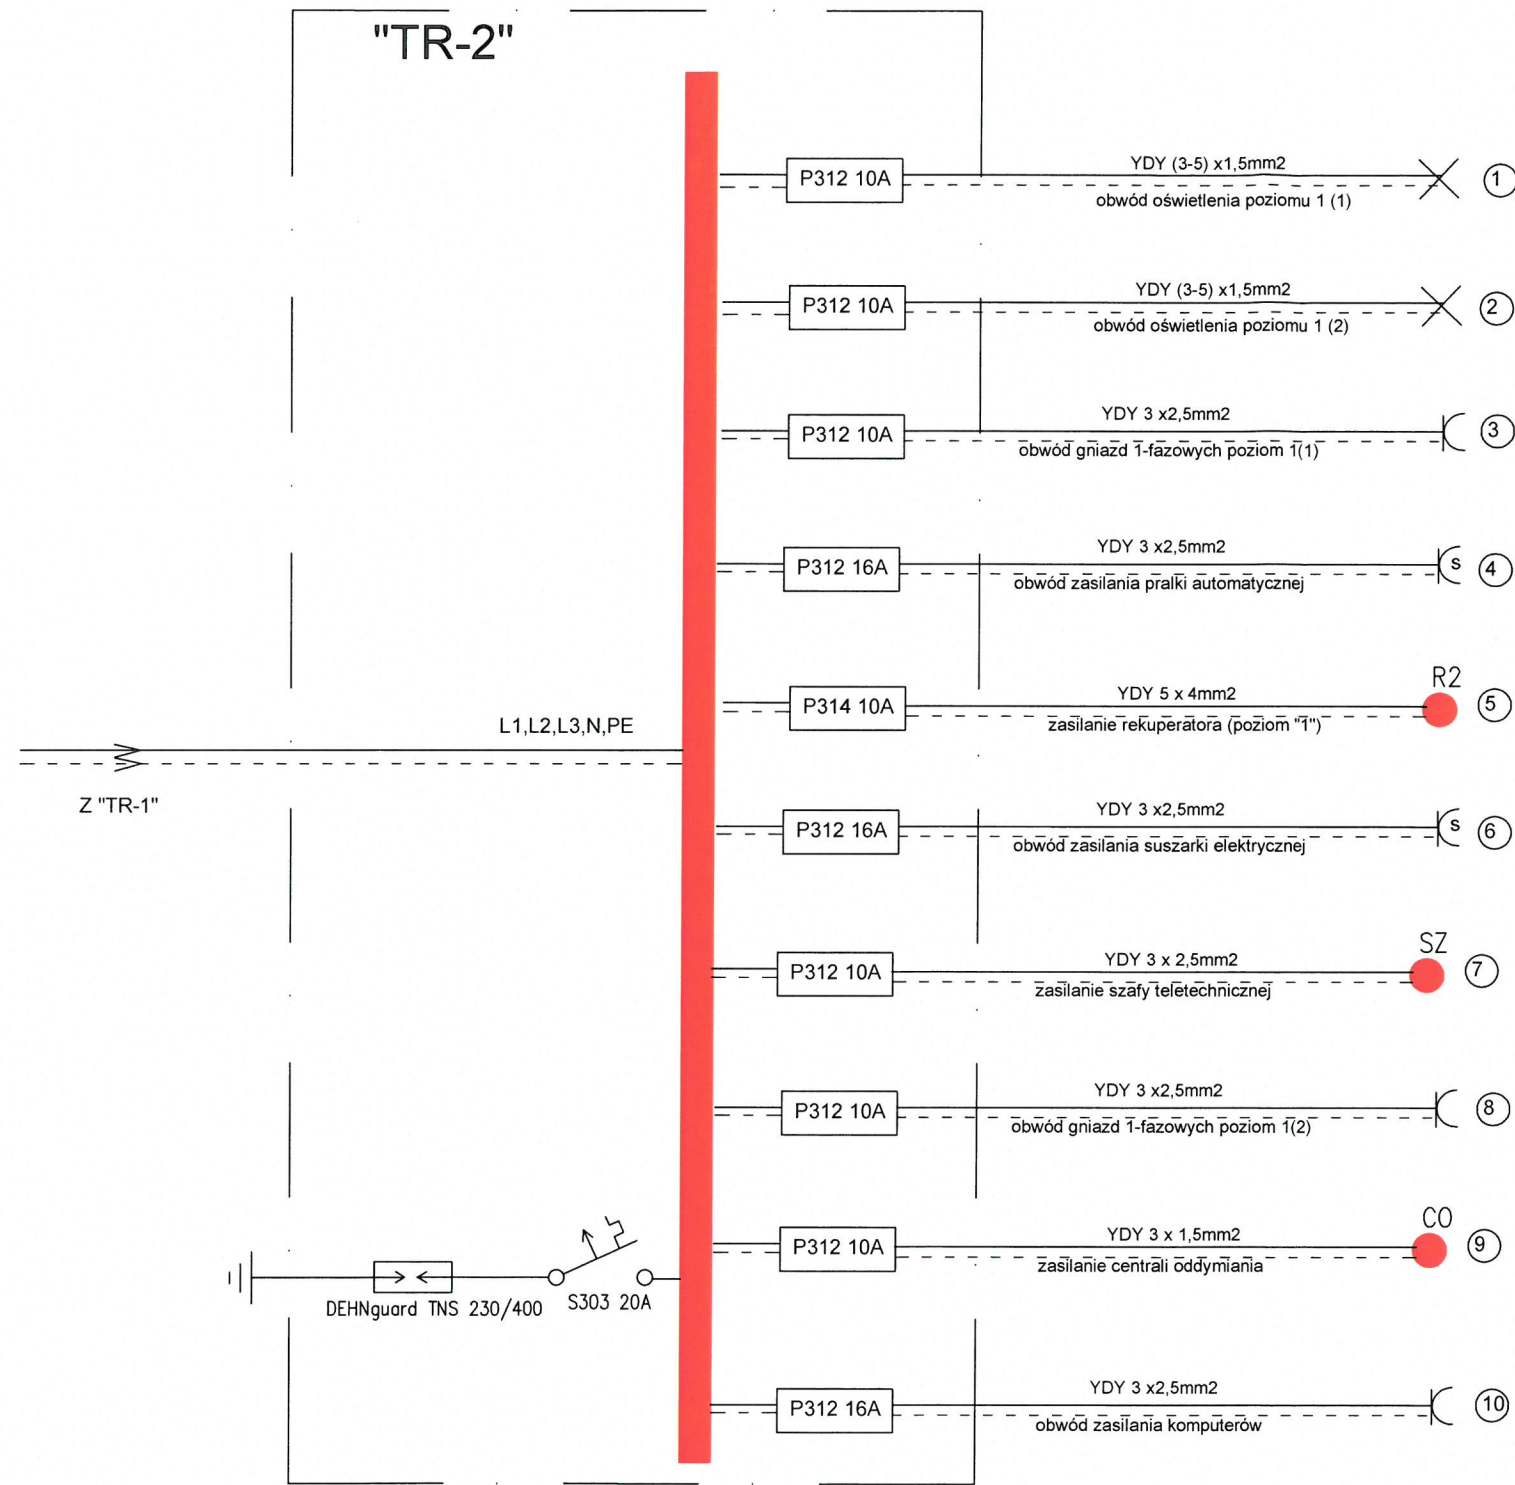 "TR-2"
P312 10A
YDY (3-5) x1,5mm2
obwód oświetlenia poziomu 1 (1)
1
P312 10A
YDY (3-5) x1,5mm2
obwód oświetlenia poziomu 1 (2)
2
P312 10A
YDY 3 x2,5mm2
obwód gniazd 1-fazowych poziom 1(1)
3
P312 16A
YDY 3 x2,5mm2
obwód zasilania pralki automatycznej
s
4
P314 10A
YDY 5 x 4mm2
zasilanie rekuperatora (poziom "1")
R2
5
L1,L2,L3,N,PE
Z "TR-1"
P312 16A
YDY 3 x2,5mm2
obwód zasilania suszarki elektrycznej
s
6
P312 10A
YDY 3 x 2,5mm2
zasilanie szafy teletechnicznej
SZ
7
P312 10A
YDY 3 x2,5mm2
obwód gniazd 1-fazowych poziom 1(2)
8
P312 10A
YDY 3 x 1,5mm2
zasilanie centrali oddymiania
CO
9
DEHNguard TNS 230/400
S303 20A
P312 16A
YDY 3 x2,5mm2
obwód zasilania komputerów
10